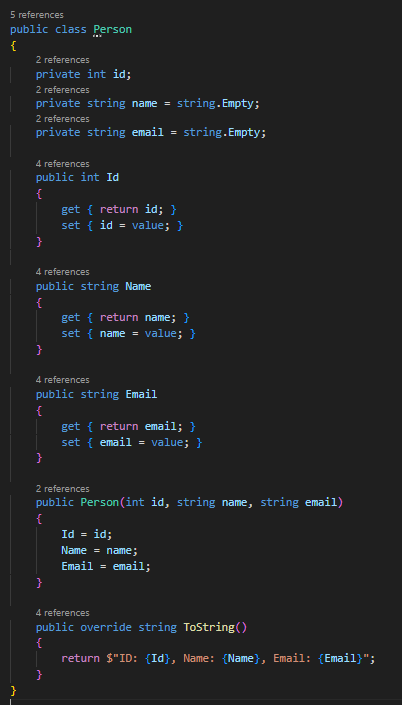 5 references
public class Person
{
2 references
private int id;
2 references
private string name = string.Empty;
2 references
private string email = string.Empty;
4 references
public int Id
{
get { return id; }
set { id = value; }
}
4 references
public string Name
{
get { return name; }
set { name = value; }
}
4 references
public string Email
{
get { return email; }
set { email = value; }
}
2 references
public Person(int id, string name, string email)
{
Id = id;
Name = name;
Email = email;
}
4 references
public override string ToString()
{
return $"ID: {Id}, Name: {Name}, Email: {Email}";
}
}